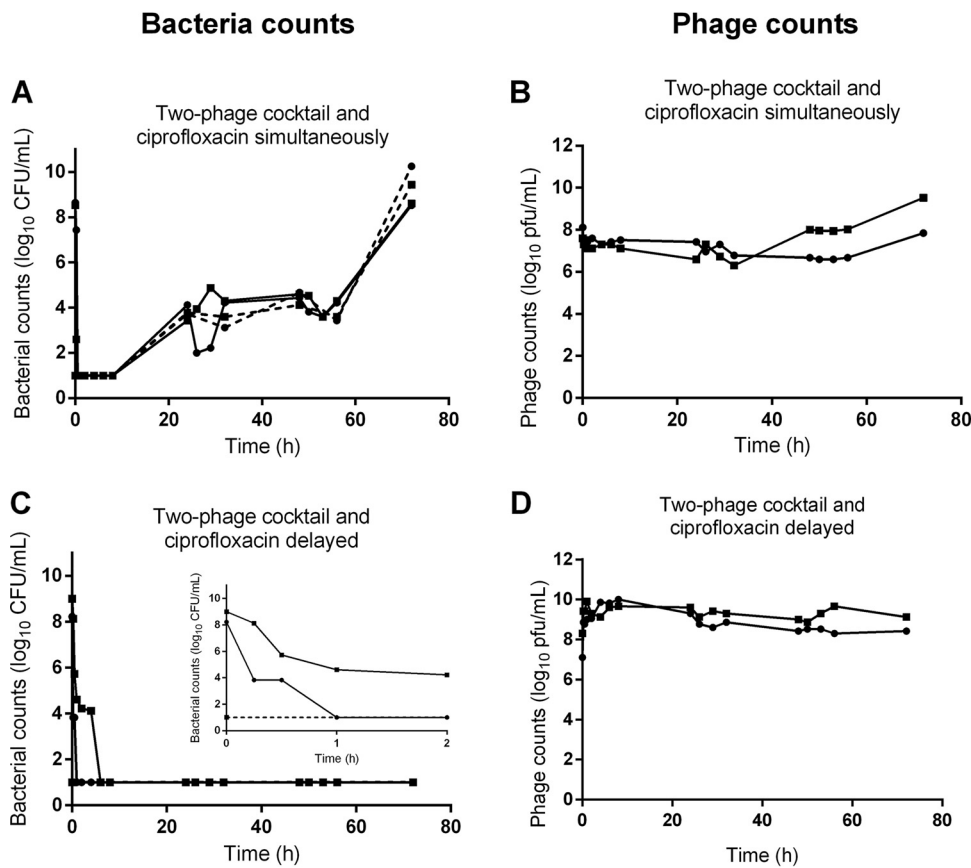 Bacteria counts
Phage counts
A
Two-phage cocktail and
ciprofloxacin simultaneously
Bacterial counts (log10 CFU/mL)
10
8
6
4
2
0
0
20
40
60
80
Time (h)
B
Two-phage cocktail and
ciprofloxacin simultaneously
Phage counts (log10 pfu/mL)
12
10
8
6
4
2
0
0
20
40
60
80
Time (h)
C
Two-phage cocktail and
ciprofloxacin delayed
Bacterial counts (log10 CFU/mL)
10
8
6
4
2
0
0
20
40
60
80
Time (h)
Bacterial counts (log10 CFU/mL)
10
8
6
4
2
0
0
1
2
Time (h)
D
Two-phage cocktail and
ciprofloxacin delayed
Phage counts (log10 pfu/mL)
12
10
8
6
4
2
0
0
20
40
60
80
Time (h)